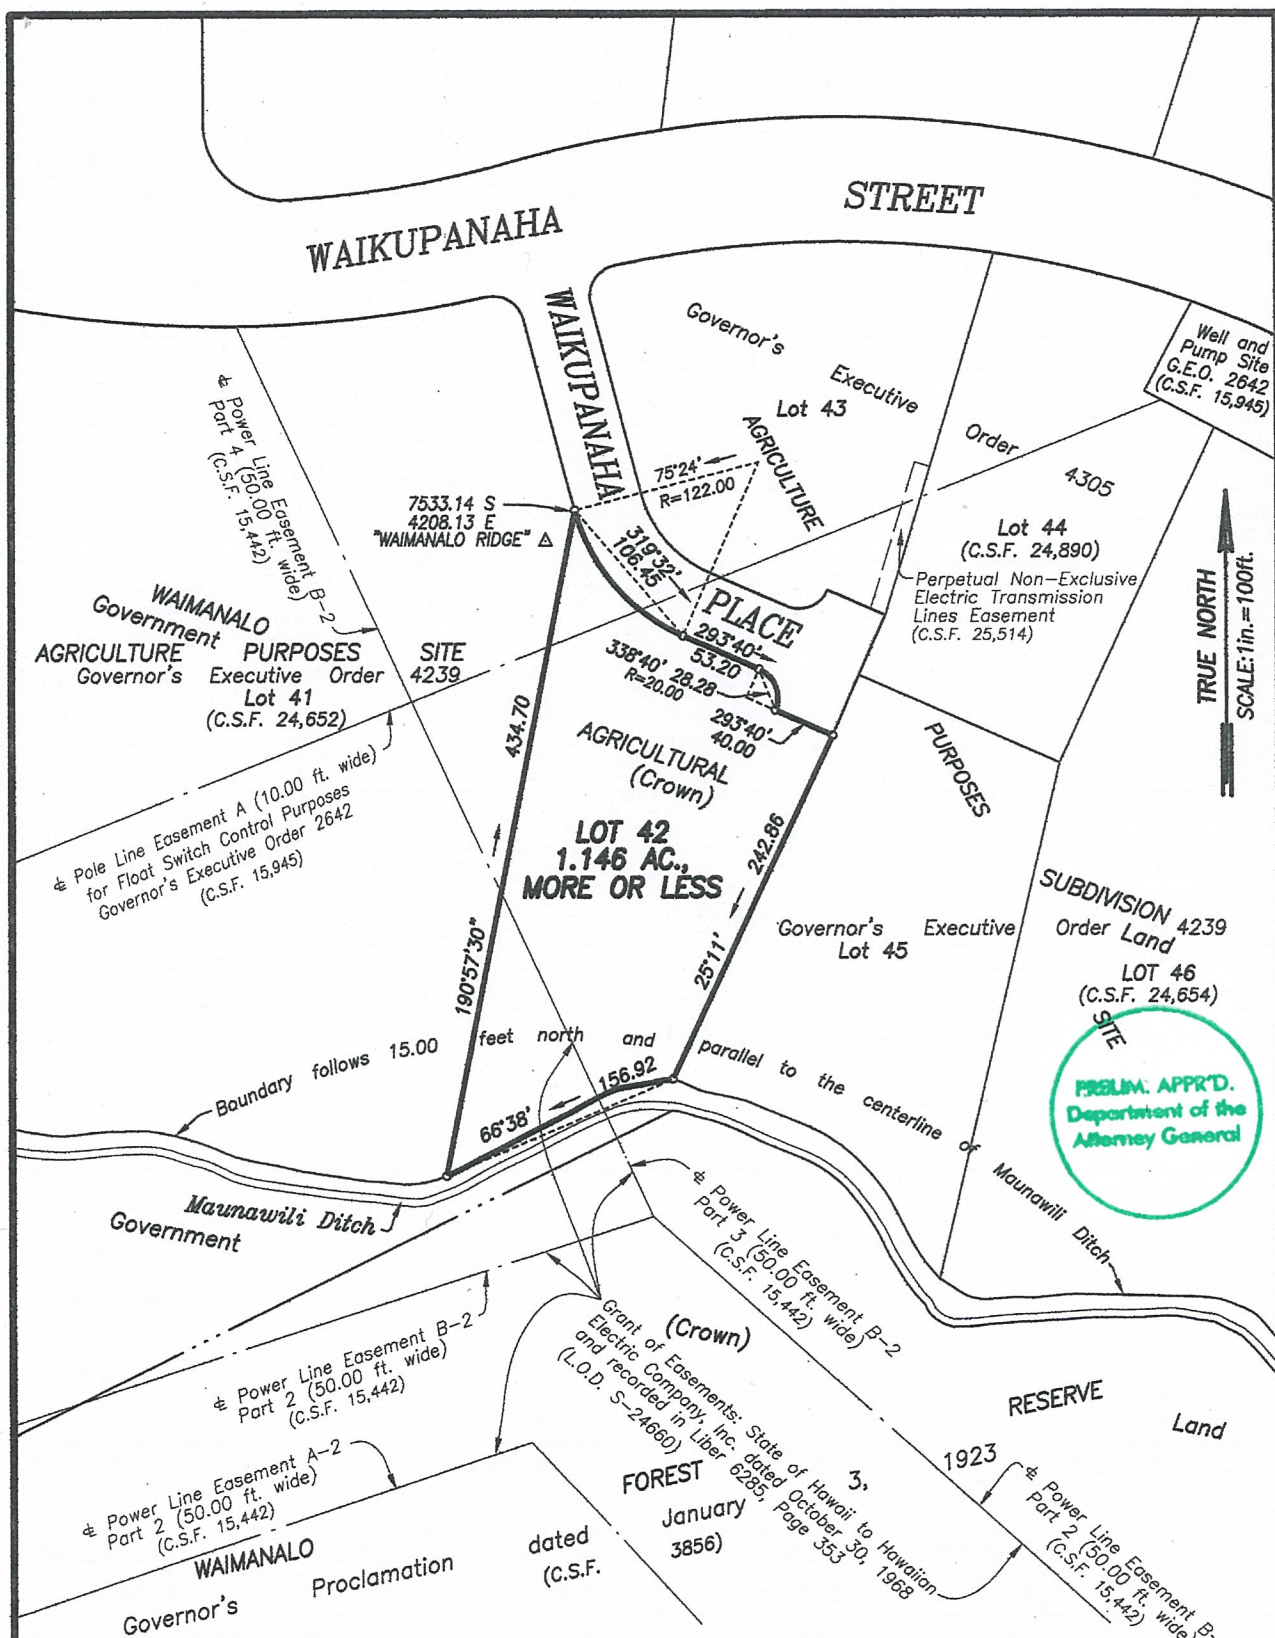 STREET
WAIKUPANAHA
WAIKUPANAHA
PLACE
Governor's
Executive
Order
4305
Lot 43
AGRICULTURE
Well and
Pump Site
G.E.O. 2642
(C.S.F. 15,945)
℄ Power Line Easement B-2
Part 4 (50.00 ft. wide)
(C.S.F. 15,442)
75°24'
R=122.00
7533.14 S
4208.13 E
"WAIMANALO RIDGE" △
319°32'
106.45
Lot 44
(C.S.F. 24,890)
Perpetual Non-Exclusive
Electric Transmission
Lines Easement
(C.S.F. 25,514)
TRUE NORTH
SCALE: 1in.=100ft.
WAIMANALO
Government
AGRICULTURE PURPOSES SITE
Governor's Executive Order 4239
Lot 41
(C.S.F. 24,652)
293°40'
53.20
338°40' 28.28
R=20.00
293°40'
40.00
434.70
AGRICULTURAL
(Crown)
PURPOSES
℄ Pole Line Easement A (10.00 ft. wide)
for Float Switch Control Purposes
Governor's Executive Order 2642
(C.S.F. 15,945)
LOT 42
1.146 AC.,
MORE OR LESS
242.86
25°11'
190°57'30"
SUBDIVISION
Governor's Executive Order 4239
Land
Lot 45
LOT 46
(C.S.F. 24,654)
SITE
PRELIM. APPR'D.
Department of the
Attorney General
Boundary follows 15.00 feet north and parallel to the centerline of Maunawili Ditch
156.92
66°38'
Maunawili Ditch
Government
℄ Power Line Easement B-2
Part 3 (50.00 ft. wide)
(C.S.F. 15,442)
℄ Power Line Easement B-2
Part 2 (50.00 ft. wide)
(C.S.F. 15,442)
(Crown)
Grant of Easements: State of Hawaii to Hawaiian
Electric Company, Inc. dated October 30, 1968
and recorded in Liber 6285, Page 353
(L.O.D. S-24660)
RESERVE
Land
℄ Power Line Easement A-2
Part 2 (50.00 ft. wide)
(C.S.F. 15,442)
℄ Power Line Easement B-
Part 2 (50.00 ft. wide)
(C.S.F. 15,442)
WAIMANALO
FOREST
Governor's Proclamation dated January 3, 1923
(C.S.F. 3856)